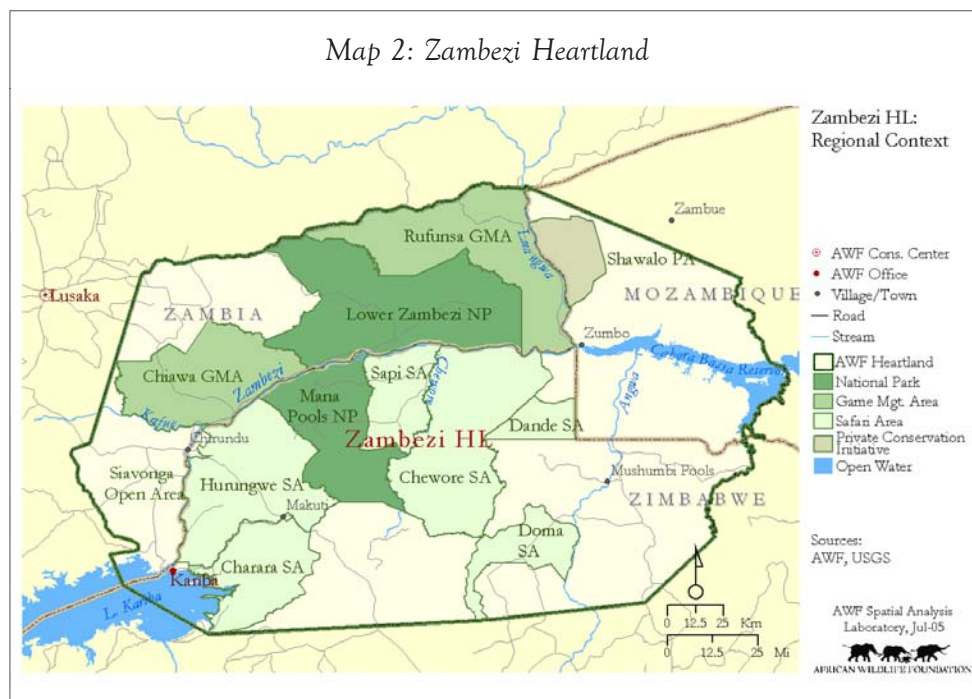 Map 2: Zambezi Heartland
Zambezi HL:
Regional Context
AWF Cons. Center
AWF Office
Village/Town
Road
Stream
AWF Heartland
National Park
Game Mgt. Area
Safari Area
Private Conservation
Initiative
Open Water
Sources:
AWF, USGS
AWF Spatial Analysis
Laboratory, Jul-05
AFRICAN WILDLIFE FOUNDATION
Zambue
Rufunsa GMA
Luangwa
Shawalo PA
Lusaka
ZAMBIA
MOZAMBIQUE
Lower Zambezi NP
Zumbo
Cabora Bassa Reservo
Chiawa GMA
Zambezi
Sapi SA
Chewore
Mana
Pools NP
Angwa
Kafue
Dande SA
Chirundu
Zambezi HL
Siavonga
Open Area
Hurungwe SA
Chewore SA
Mushumbi Pools
ZIMBABWE
Makuti
Doma
SA
Kariba
Charara SA
L. Kariba
0 12.5 25 Km
0 12.5 25 Mi